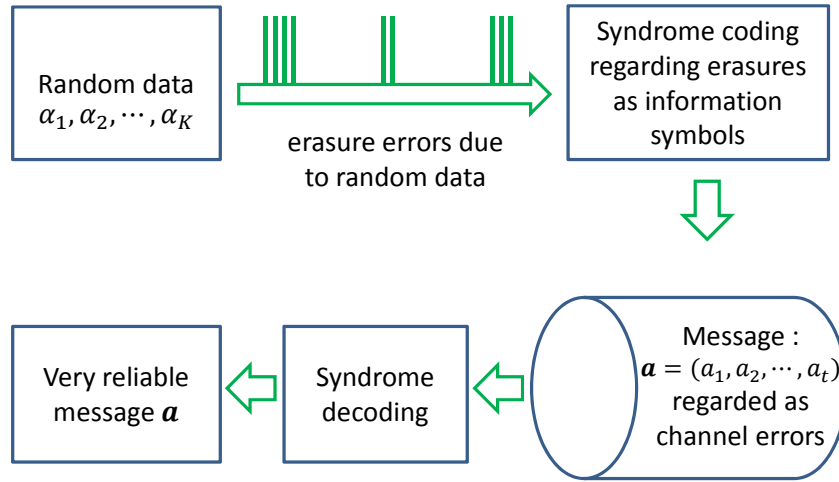 Random data
α₁, α₂, ⋯, α_K
erasure errors due
to random data
Syndrome coding
regarding erasures
as information
symbols
Message :
𝒂 = (a₁, a₂, ⋯, a_t)
regarded as
channel errors
Syndrome
decoding
Very reliable
message 𝒂